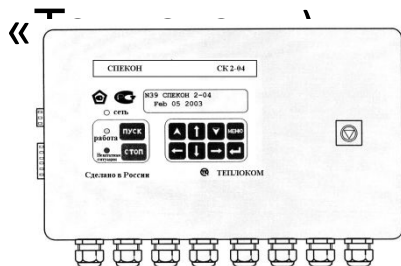 «
СПЕКОН СК 2-04
N39 СПЕКОН 2-04
Feb 05 2003
сеть
работа ПУСК
МЕНЮ
СТОП
Сделано в России ТЕПЛОКОМ